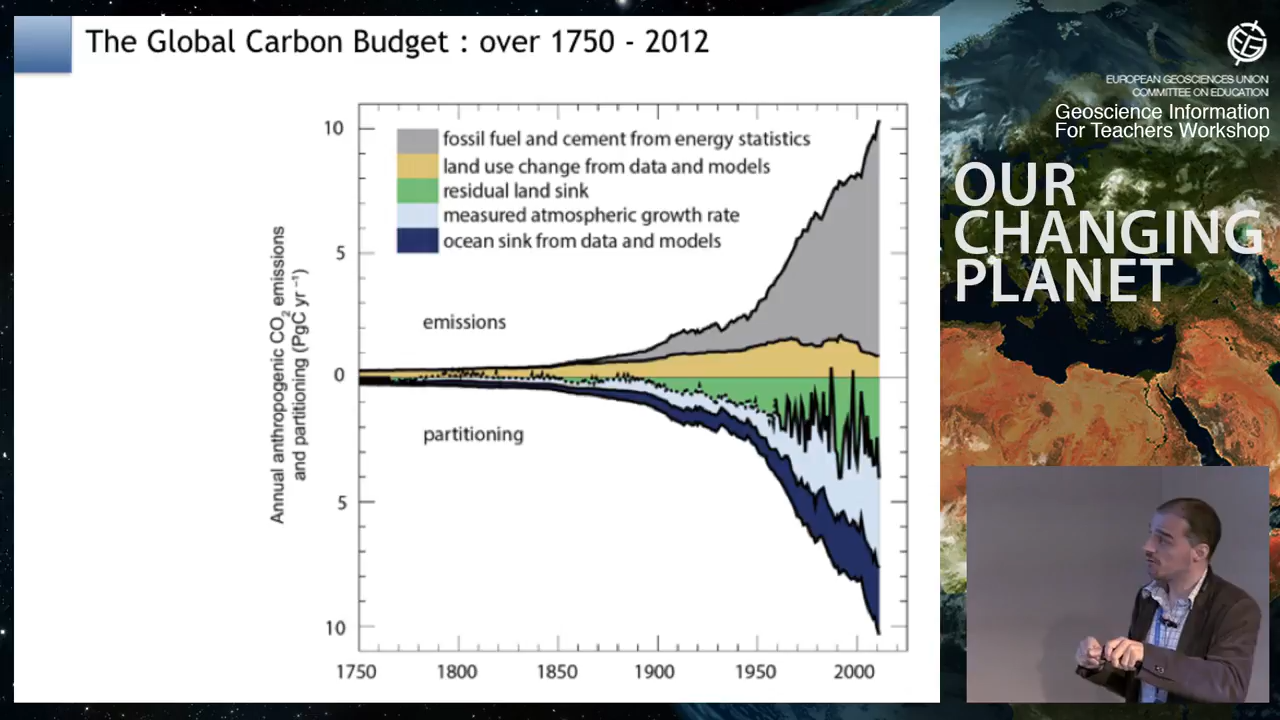 The Global Carbon Budget : over 1750 - 2012
10
5
0
5
10
Annual anthropogenic CO₂ emissions
and partitioning (PgC yr⁻¹)
fossil fuel and cement from energy statistics
land use change from data and models
residual land sink
measured atmospheric growth rate
ocean sink from data and models
emissions
partitioning
1750
1800
1850
1900
1950
2000
EUROPEAN GEOSCIENCES UNION
COMMITTEE ON EDUCATION
Geoscience Information
For Teachers Workshop
OUR
CHANGING
PLANET